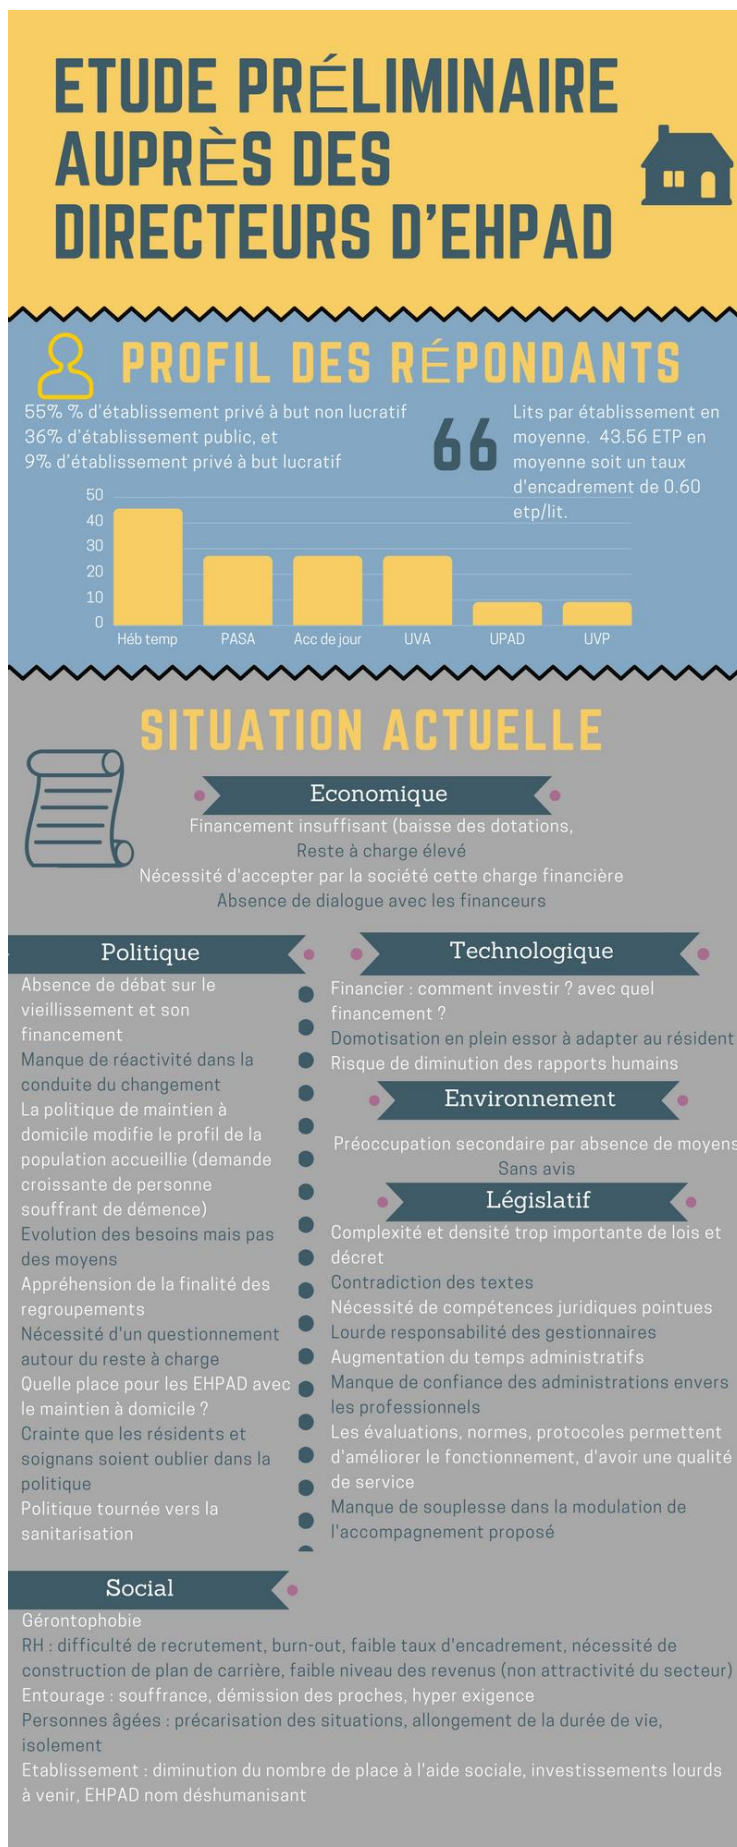 ETUDE PRÉLIMINAIRE
AUPRÈS DES
DIRECTEURS D'EHPAD
PROFIL DES RÉPONDANTS
55% % d'établissement privé à but non lucratif
36% d'établissement public, et
9% d'établissement privé à but lucratif
66
Lits par établissement en
moyenne. 43.56 ETP en
moyenne soit un taux
d'encadrement de 0.60
etp/lit.
50
40
30
20
10
0
Héb temp
PASA
Acc de jour
UVA
UPAD
UVP
SITUATION ACTUELLE
Economique
Financement insuffisant (baisse des dotations,
Reste à charge élevé
Nécessité d'accepter par la société cette charge financière
Absence de dialogue avec les financeurs
Politique
Absence de débat sur le
vieillissement et son
financement
Manque de réactivité dans la
conduite du changement
La politique de maintien à
domicile modifie le profil de la
population accueillie (demande
croissante de personne
souffrant de démence)
Evolution des besoins mais pas
des moyens
Appréhension de la finalité des
regroupements
Nécessité d'un questionnement
autour du reste à charge
Quelle place pour les EHPAD avec
le maintien à domicile ?
Crainte que les résidents et
soignans soient oublier dans la
politique
Politique tournée vers la
sanitarisation
Technologique
Financier : comment investir ? avec quel
financement ?
Domotisation en plein essor à adapter au résident
Risque de diminution des rapports humains
Environnement
Préoccupation secondaire par absence de moyens
Sans avis
Législatif
Complexité et densité trop importante de lois et
décret
Contradiction des textes
Nécessité de compétences juridiques pointues
Lourde responsabilité des gestionnaires
Augmentation du temps administratifs
Manque de confiance des administrations envers
les professionnels
Les évaluations, normes, protocoles permettent
d'améliorer le fonctionnement, d'avoir une qualité
de service
Manque de souplesse dans la modulation de
l'accompagnement proposé
Social
Gérontophobie
RH : difficulté de recrutement, burn-out, faible taux d'encadrement, nécessité de
construction de plan de carrière, faible niveau des revenus (non attractivité du secteur)
Entourage : souffrance, démission des proches, hyper exigence
Personnes âgées : précarisation des situations, allongement de la durée de vie,
isolement
Etablissement : diminution du nombre de place à l'aide sociale, investissements lourds
à venir, EHPAD nom déshumanisant